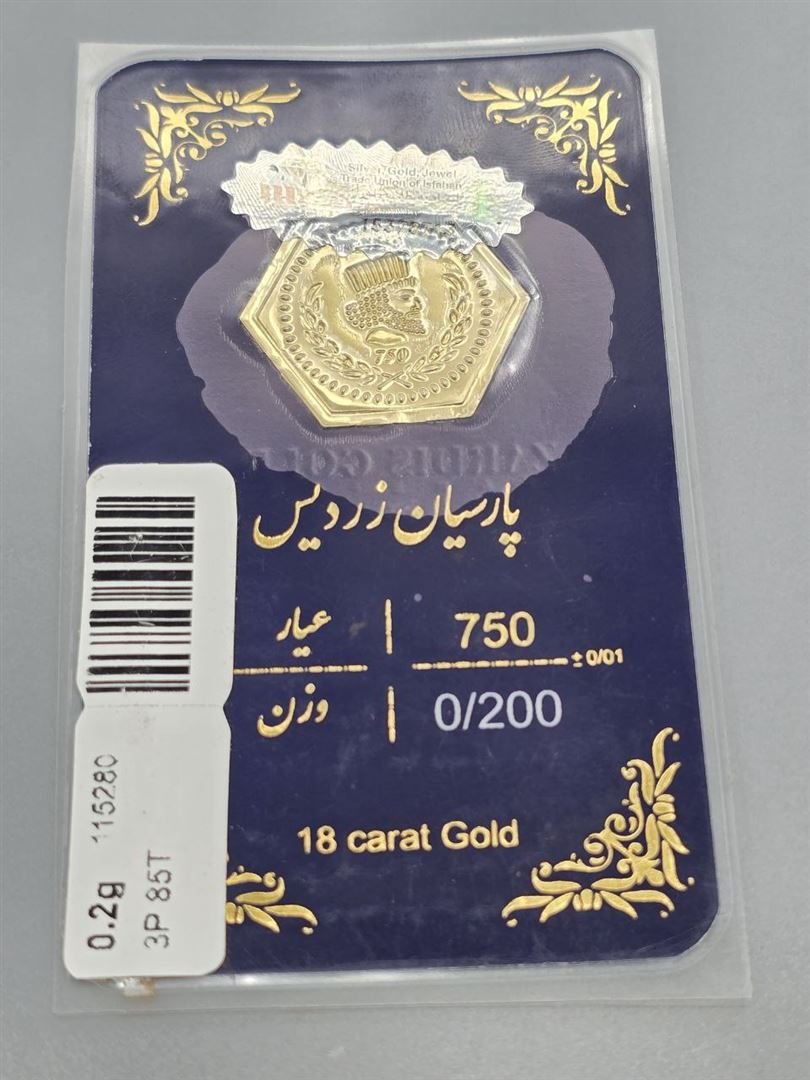 Silver, Gold, Jewel
Trade Union of Isfahan
750
پارسیان زردیس
عیار | 750
± 0/01
وزن | 0/200
18 carat Gold
115280
0.2g
3P 85T